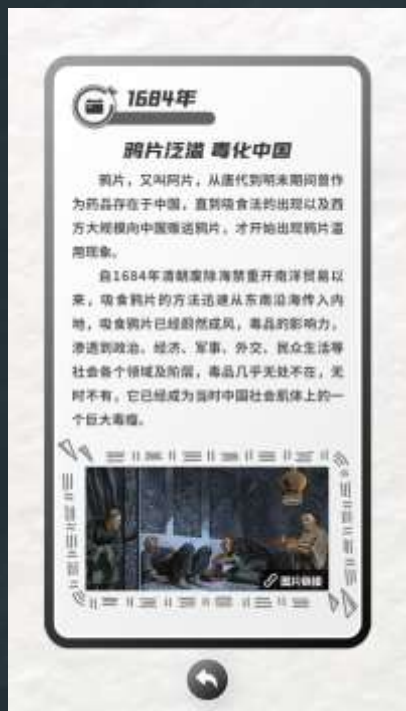 1684年
鸦片泛滥 毒化中国
鸦片，又叫阿片，从唐代到明末期间曾作
为药品存在于中国，直到吸食法的出现以及西
方大规模向中国贩运鸦片，才开始出现鸦片滥
用现象。
自1684年清朝废除海禁重开南洋贸易以
来，吸食鸦片的方法迅速从东南沿海传入内
地，吸食鸦片已经蔚然成风，毒品的影响力，
渗透到政治、经济、军事、外交、民众生活等
社会各个领域及阶层，毒品几乎无处不在，无
时不有，它已经成为当时中国社会肌体上的一
个巨大毒瘤。
图片链接